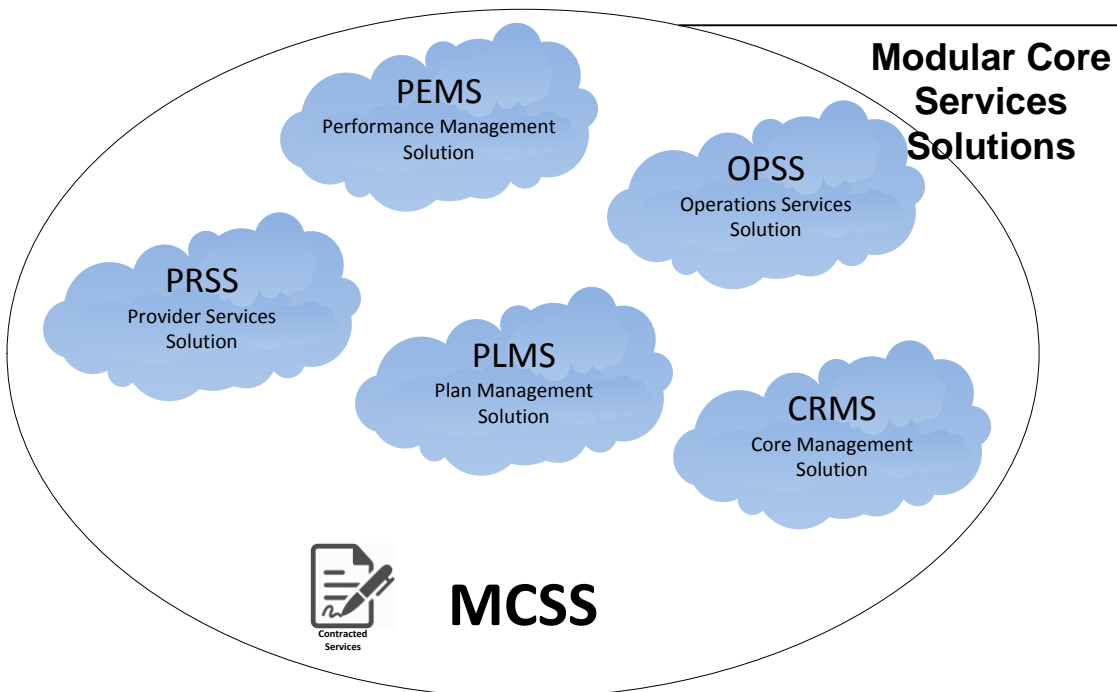 Modular Core
Services
Solutions
PEMS
Performance Management
Solution
OPSS
Operations Services
Solution
PRSS
Provider Services
Solution
PLMS
Plan Management
Solution
CRMS
Core Management
Solution
Contracted
Services
MCSS